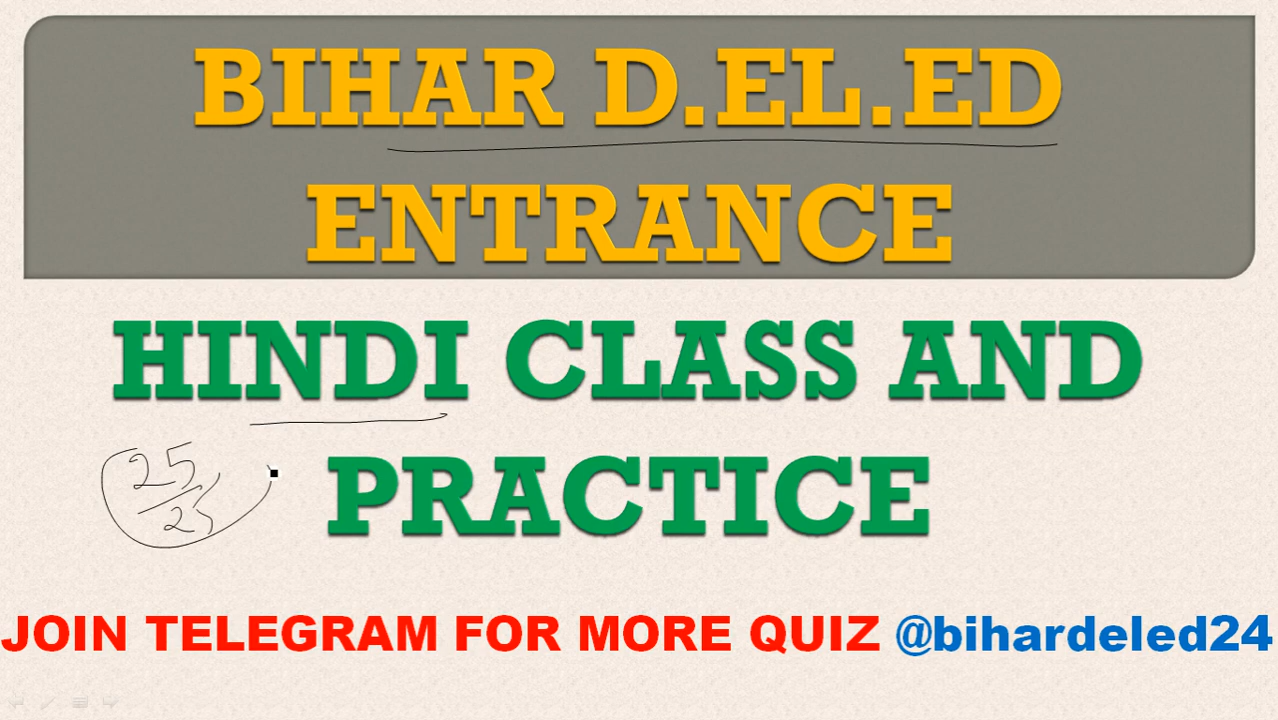 BIHAR D.EL.ED
ENTRANCE
HINDI CLASS AND
PRACTICE
25
25
JOIN TELEGRAM FOR MORE QUIZ @bihardeled24